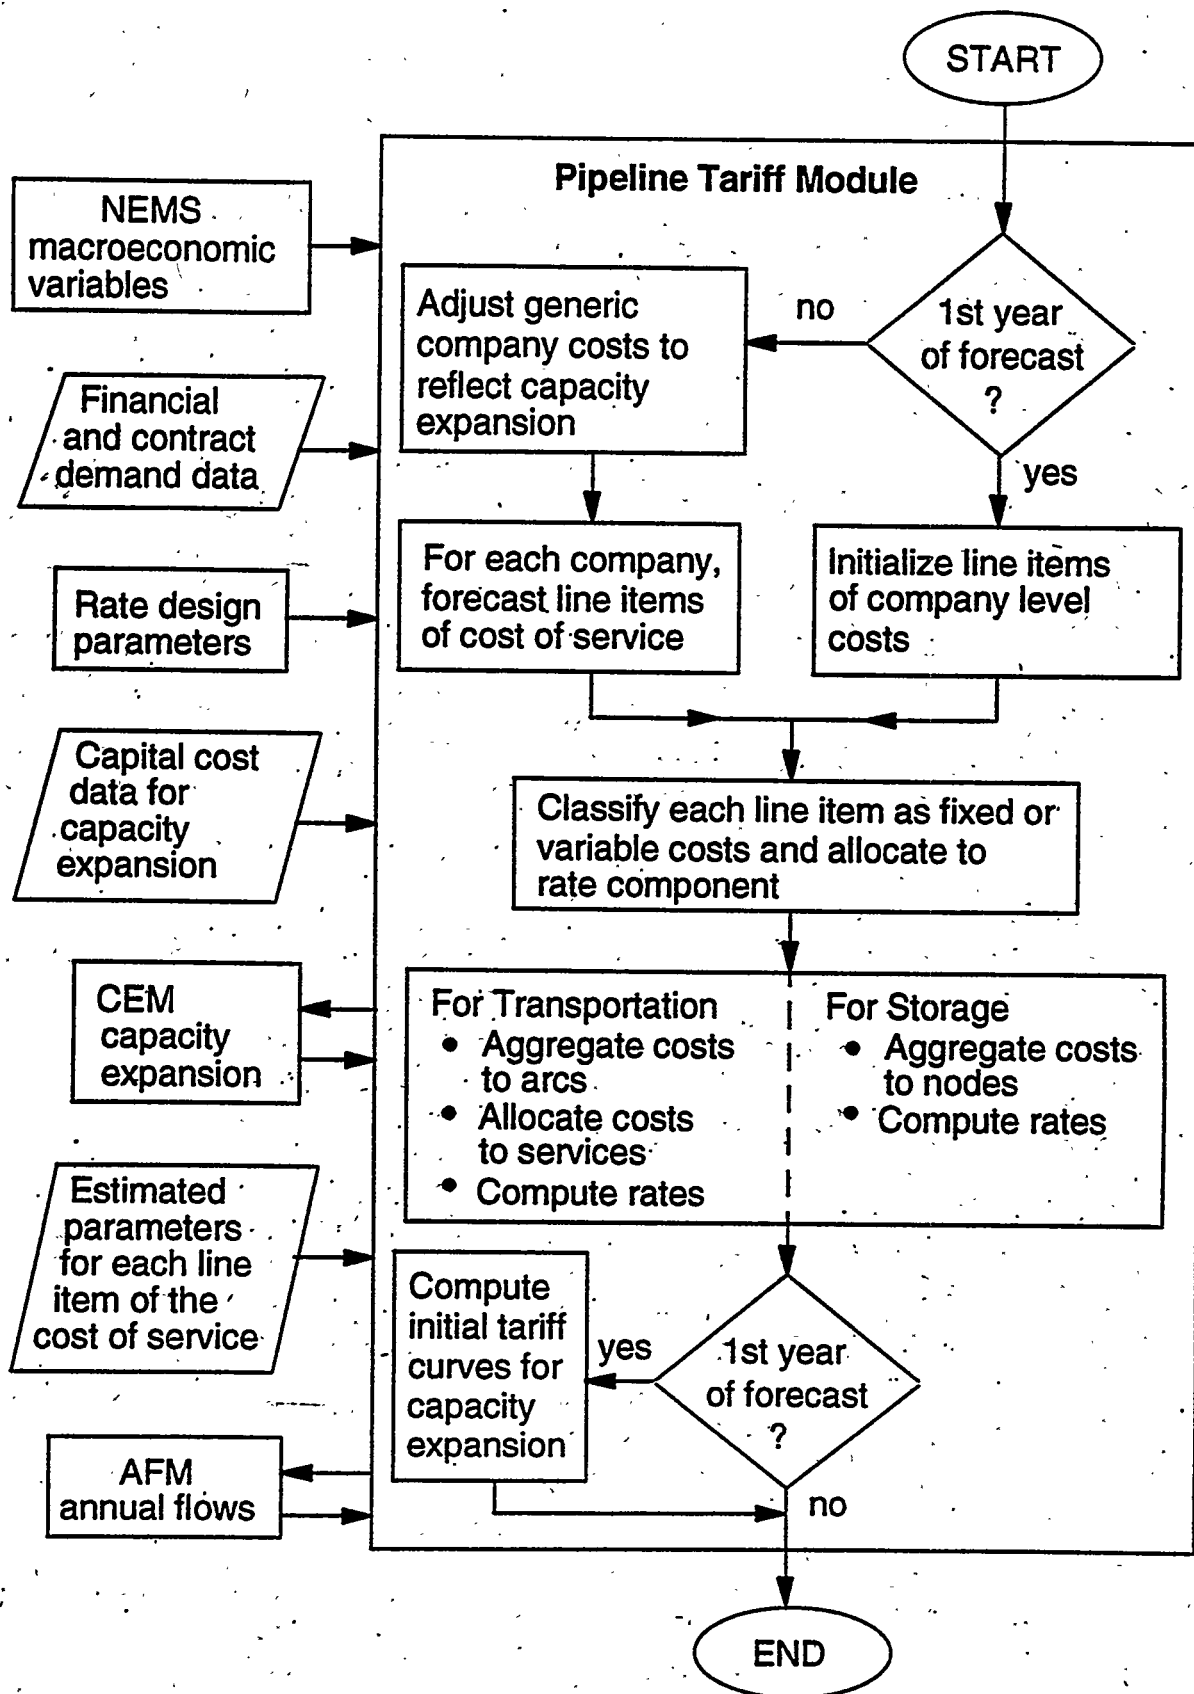 START
Pipeline Tariff Module
NEMS
macroeconomic
variables
Financial
and contract
demand data
Rate design
parameters
Capital cost
data for
capacity
expansion
CEM
capacity
expansion
Estimated
parameters
for each line
item of the
cost of service
AFM
annual flows
1st year
of forecast
?
no
yes
Adjust generic
company costs to
reflect capacity
expansion
For each company,
forecast line items
of cost of service
Initialize line items
of company level
costs
Classify each line item as fixed or
variable costs and allocate to
rate component
For Transportation
• Aggregate costs
to arcs
• Allocate costs
to services
• Compute rates
For Storage
• Aggregate costs
to nodes
• Compute rates
1st year
of forecast
?
yes
no
Compute
initial tariff
curves for
capacity
expansion
END